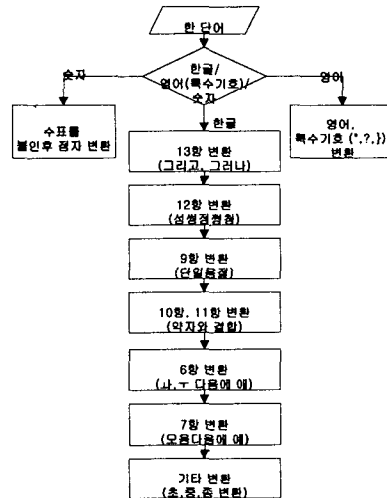 한 단어
한글/
영어(특수기호)/
숫자
숫자
영어
한글
수표를
붙인후 점자 변환
영어,
특수기호 (*,?,})
변환
13항 변환
(그리고, 그러나)
12항 변환
(성썽정쩡청)
9항 변환
10항, 11항 변환
(약자와 결합)
6항 변환
(ㅘ,ㅜ 다음에 애)
7항 변환
(모음다음에 예)
기타 변환
(초,중,종 변환)